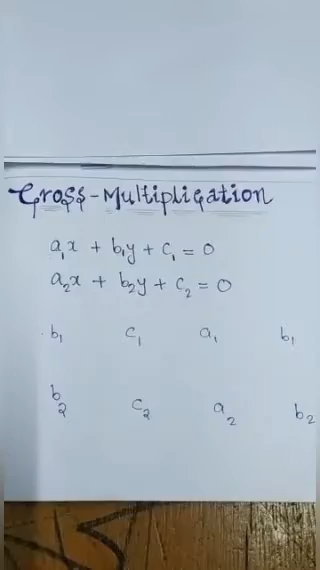 Cross-Multiplication
a₁x + b₁y + c₁ = 0
a₂x + b₂y + c₂ = 0
b₁ c₁ a₁ b₁
b₂ c₂ a₂ b₂